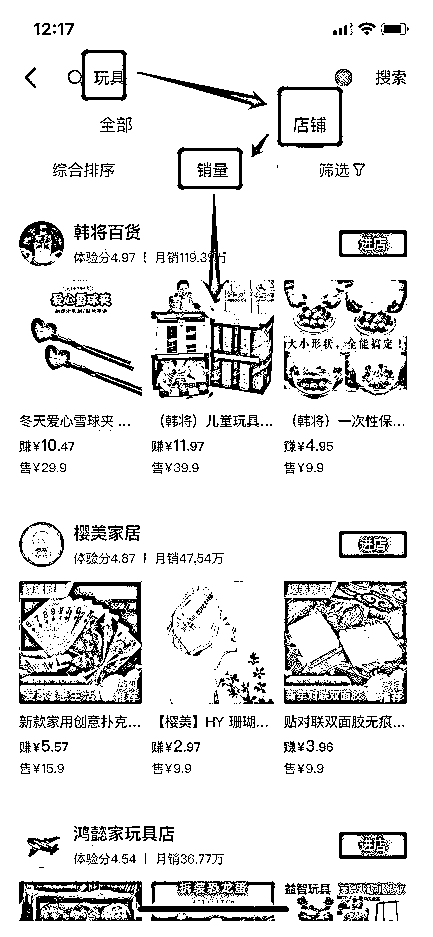 12:17
玩具
搜索
全部
店铺
综合排序
销量
筛选
韩将百货
进店
体验分4.97 | 月销119.39万
爱心雪球夹
大小形状，全能搞定！
冬天爱心雪球夹 ...
（韩将）儿童玩具...
（韩将）一次性保...
赚¥10.47
赚¥11.97
赚¥4.95
售¥29.9
售¥39.9
售¥9.9
樱美家居
进店
体验分4.87 | 月销47.54万
新款家用创意扑克...
【樱美】HY 珊瑚...
贴对联双面胶无痕...
赚¥5.57
赚¥2.97
赚¥3.96
售¥15.9
售¥9.9
售¥9.9
鸿懿家玩具店
进店
体验分4.54 | 月销36.77万
益智玩具